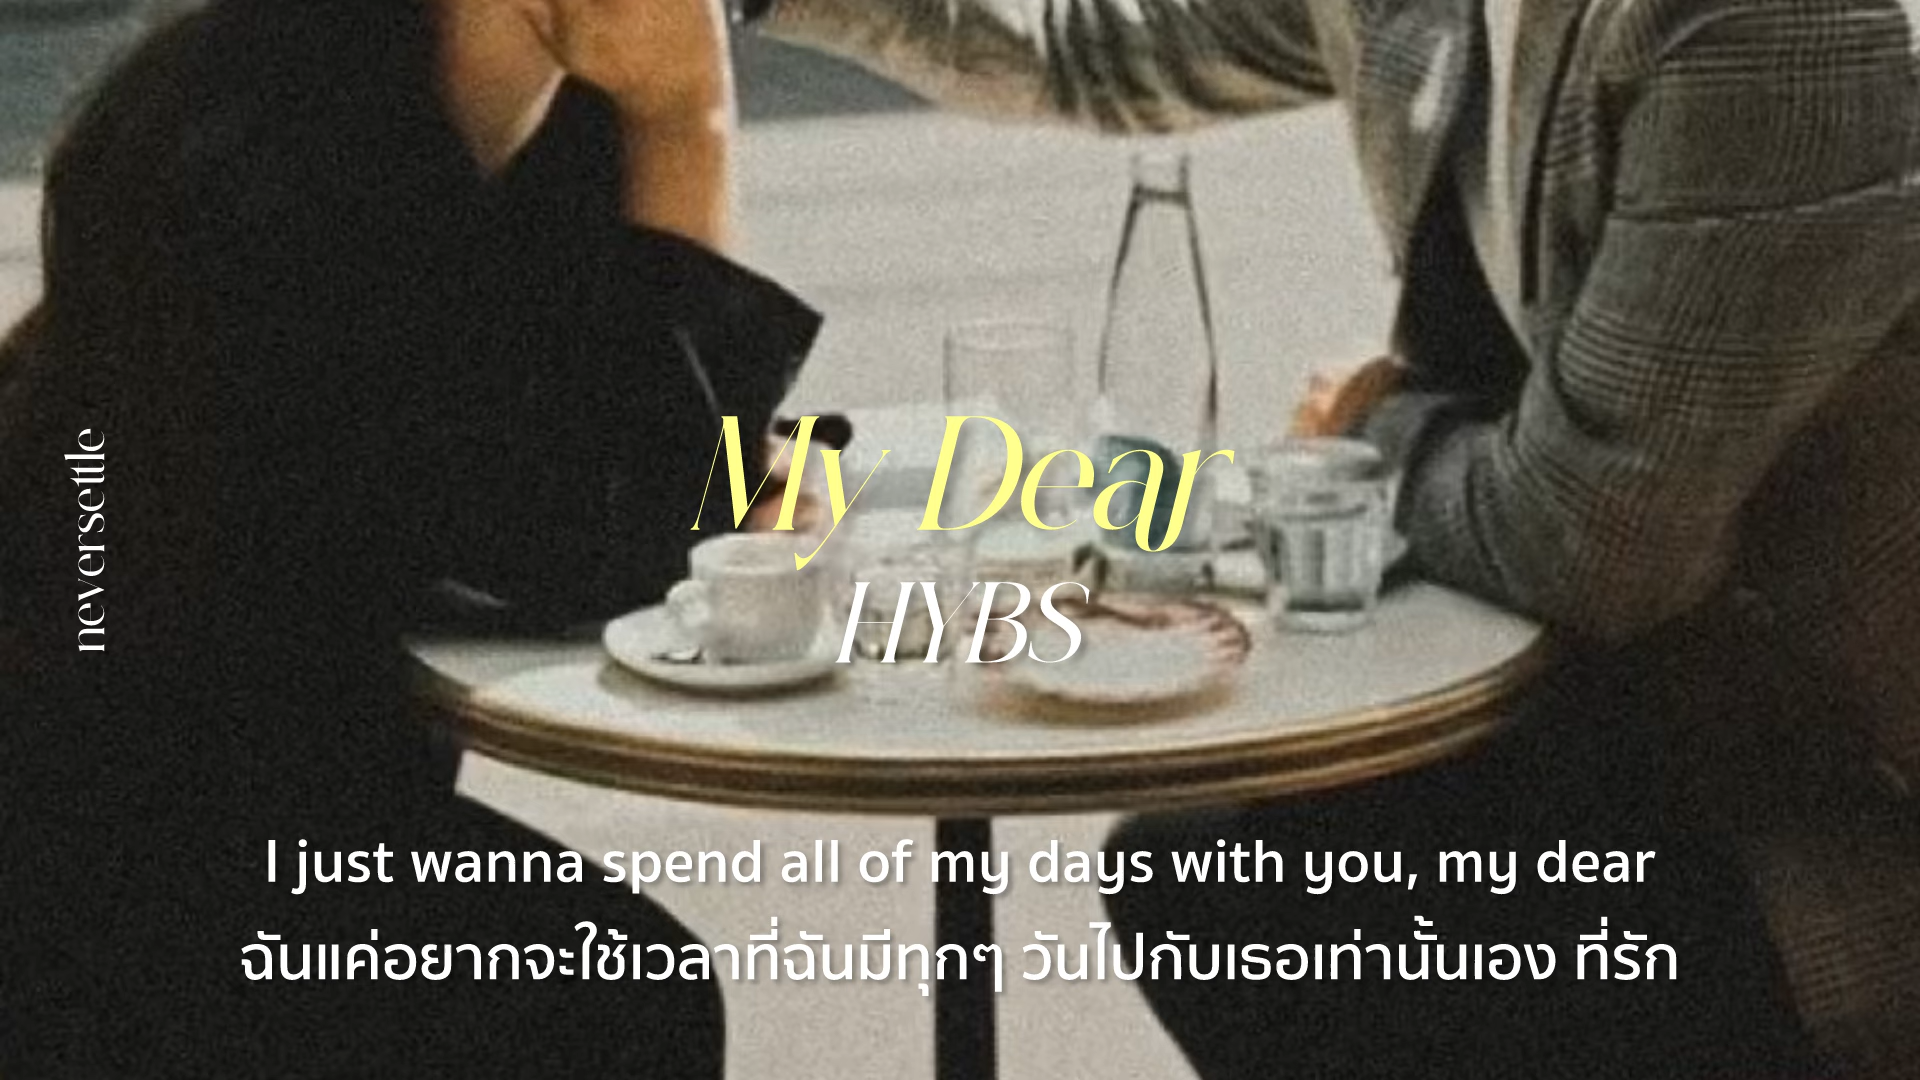 neversettle
My Dear
HYBS
I just wanna spend all of my days with you, my dear
ฉันแค่อยากจะใช้เวลาที่ฉันมีทุกๆ วันไปกับเธอเท่านั้นเอง ที่รัก